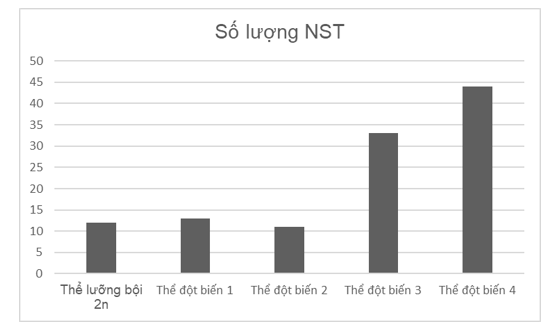 Số lượng NST
50
45
40
35
30
25
20
15
10
5
0
Thể lưỡng bội
2n
Thể đột biến 1
Thể đột biến 2
Thể đột biến 3
Thể đột biến 4